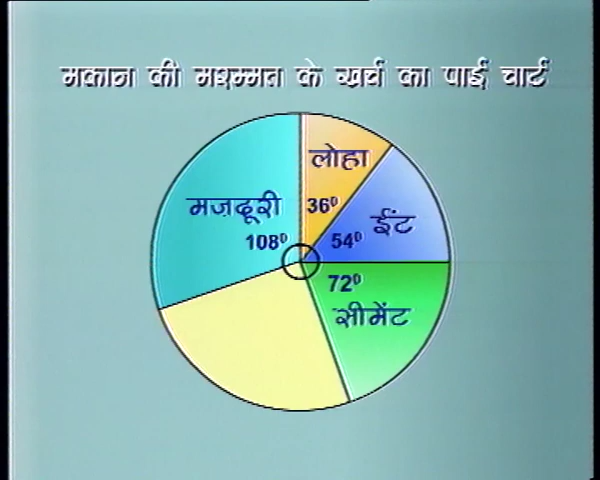 मकान की मरम्मत के खर्च का पाई चार्ट
लोहा
36⁰
ईंट
54⁰
मज़दूरी
108⁰
72⁰
सीमेंट